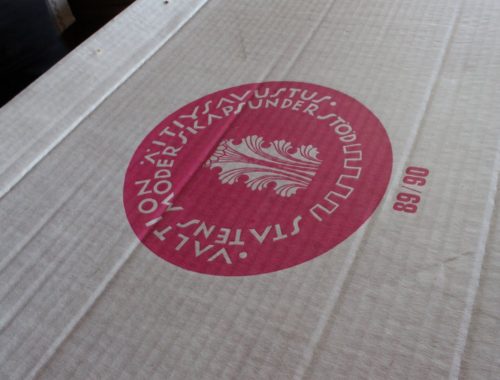 ·VALTION ÄITIYSAVUSTUS·
STATENS MODERSKAPSUNDERSTÖD
89/90